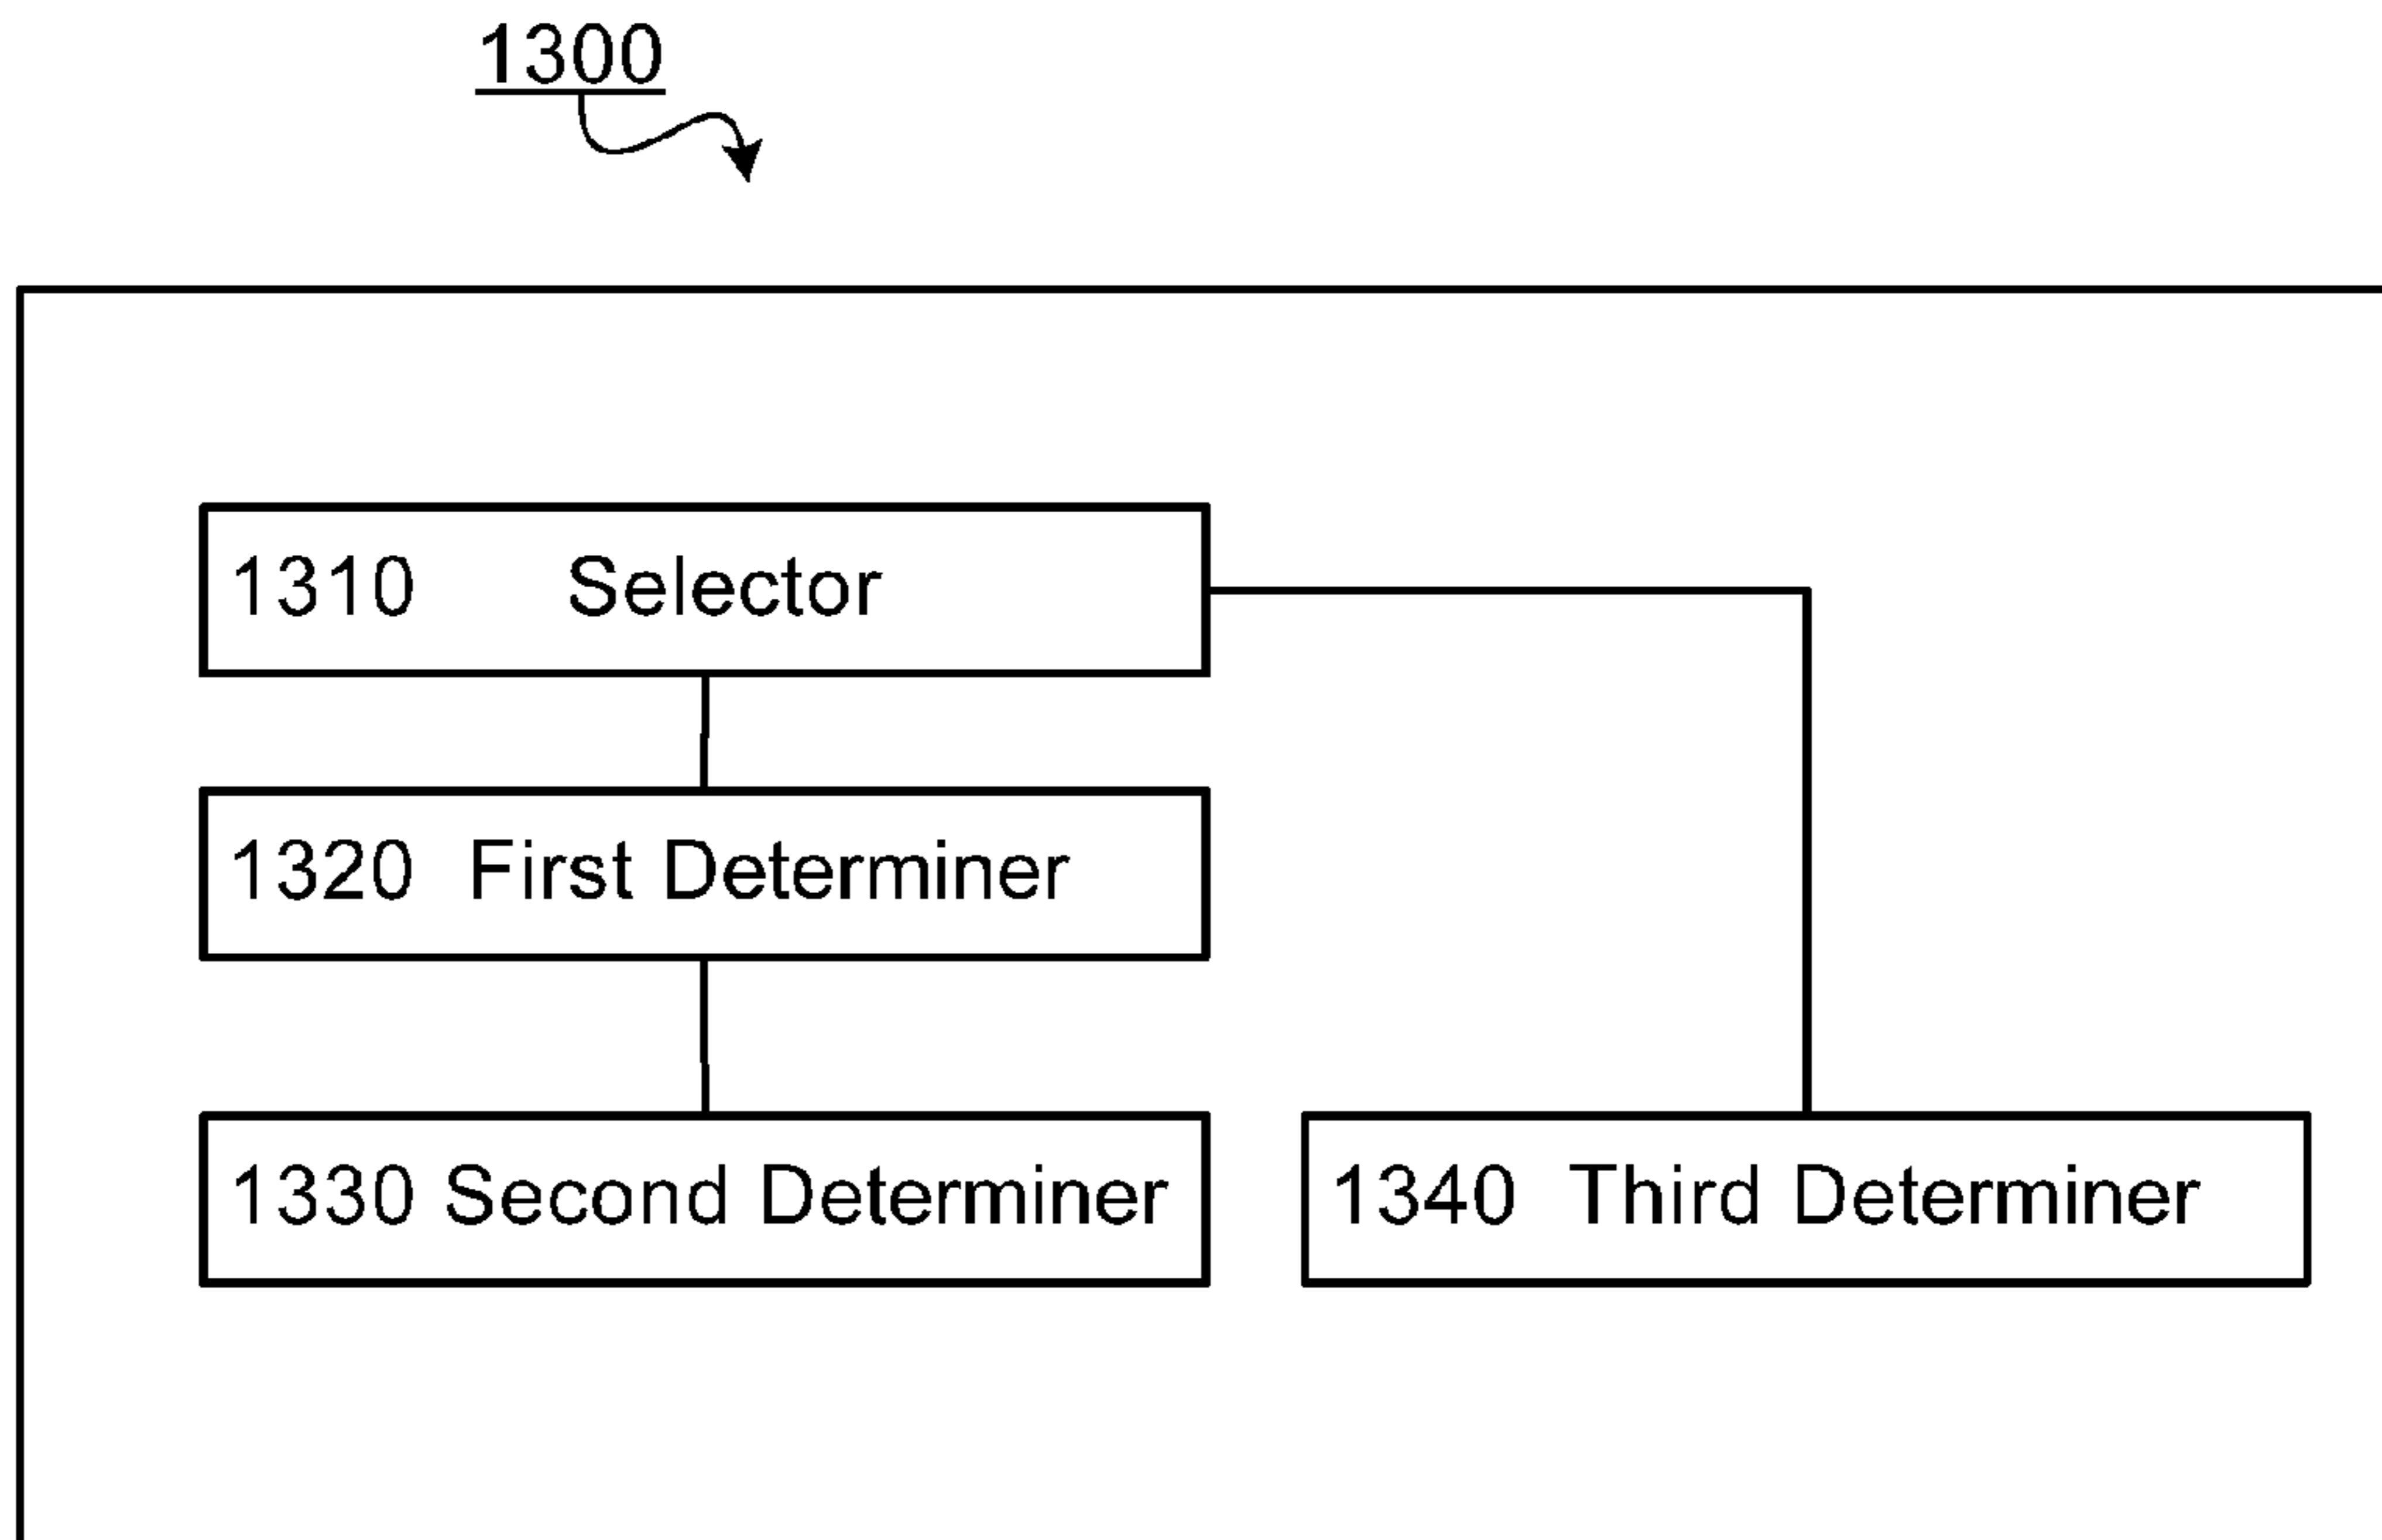 1300
1310 Selector
1320 First Determiner
1330 Second Determiner
1340 Third Determiner